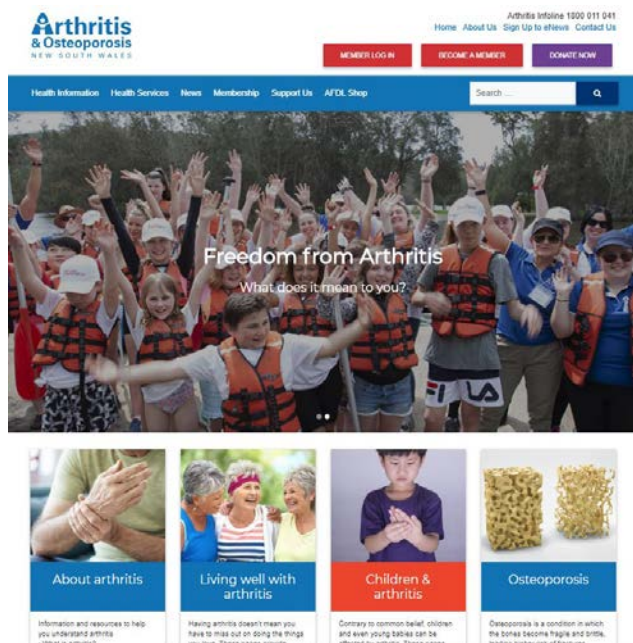 Arthritis
& Osteoporosis
NEW SOUTH WALES
Arthritis Infoline 1800 011 041
Home About Us Sign Up to eNews Contact Us
MEMBER LOG IN BECOME A MEMBER DONATE NOW
Health Information Health Services News Membership Support Us AFDL Shop Search ...
Freedom from Arthritis
What does it mean to you?
FILA
About arthritis
Living well with
arthritis
Children &
arthritis
Osteoporosis
Information and resources to help
you understand arthritis
Having arthritis doesn't mean you
have to miss out on doing the things
Contrary to common belief, children
and even young babies can be
Osteoporosis is a condition in which
the bones become fragile and brittle,